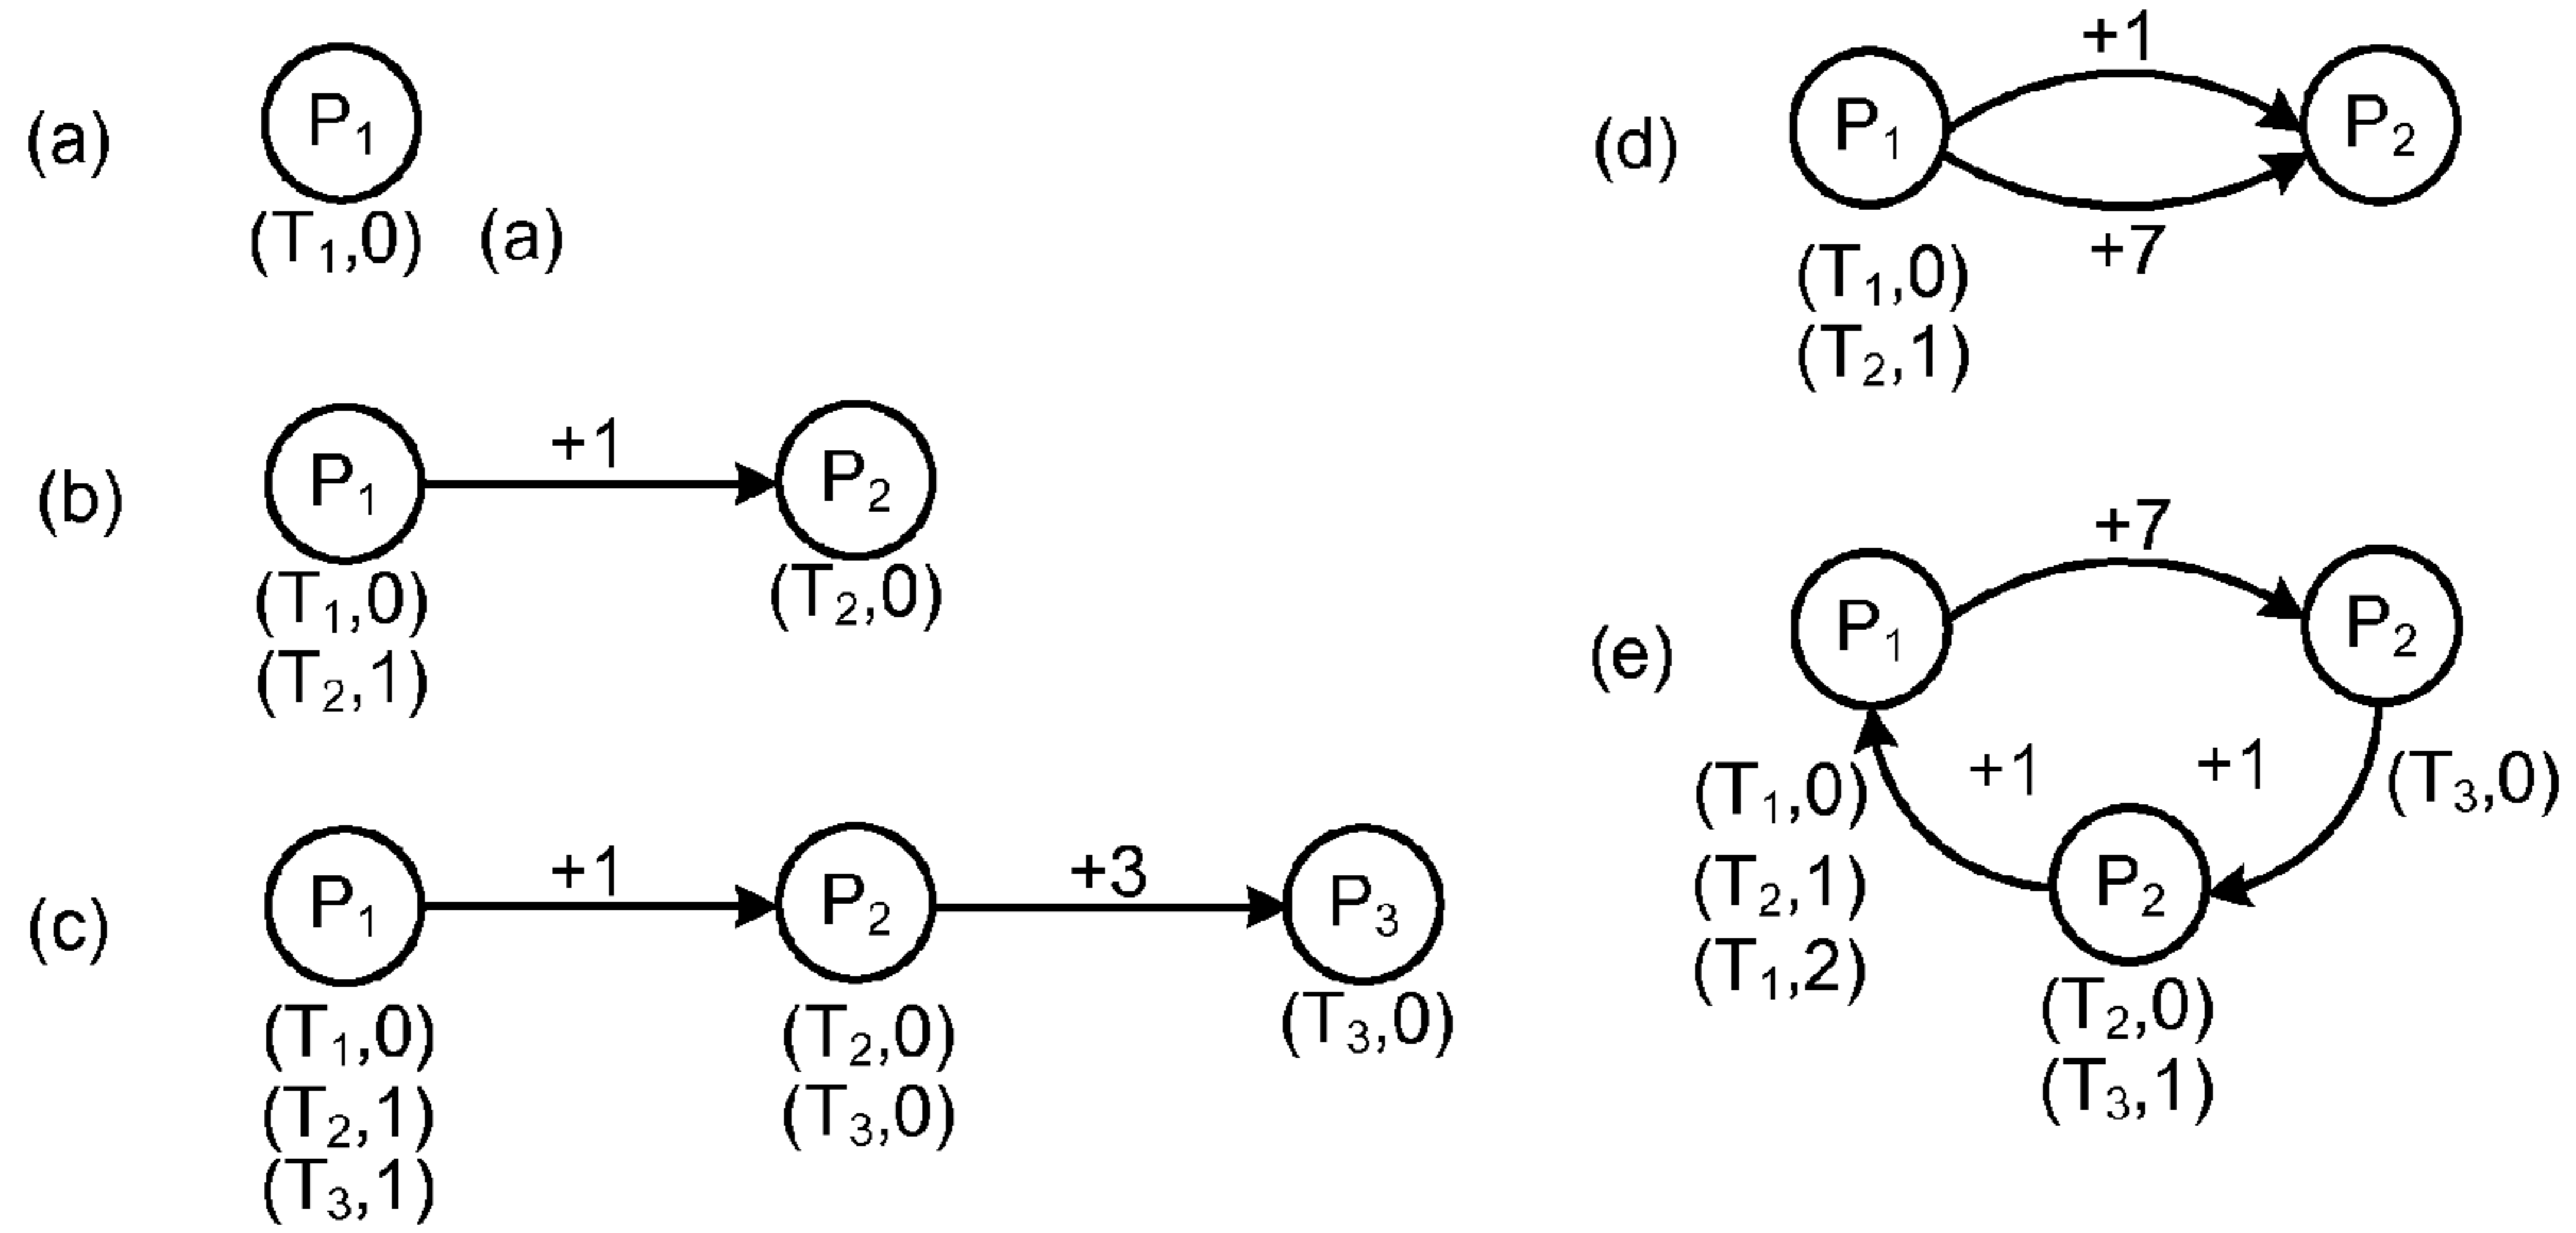 (a)
P₁
(T₁,0) (a)
(b)
P₁
+1
P₂
(T₁,0)
(T₂,1)
(T₂,0)
(c)
P₁
+1
P₂
+3
P₃
(T₁,0)
(T₂,1)
(T₃,1)
(T₂,0)
(T₃,0)
(T₃,0)
(d)
P₁
+1
+7
P₂
(T₁,0)
(T₂,1)
(e)
P₁
+7
P₂
+1
+1
(T₃,0)
P₂
(T₁,0)
(T₂,1)
(T₁,2)
(T₂,0)
(T₃,1)